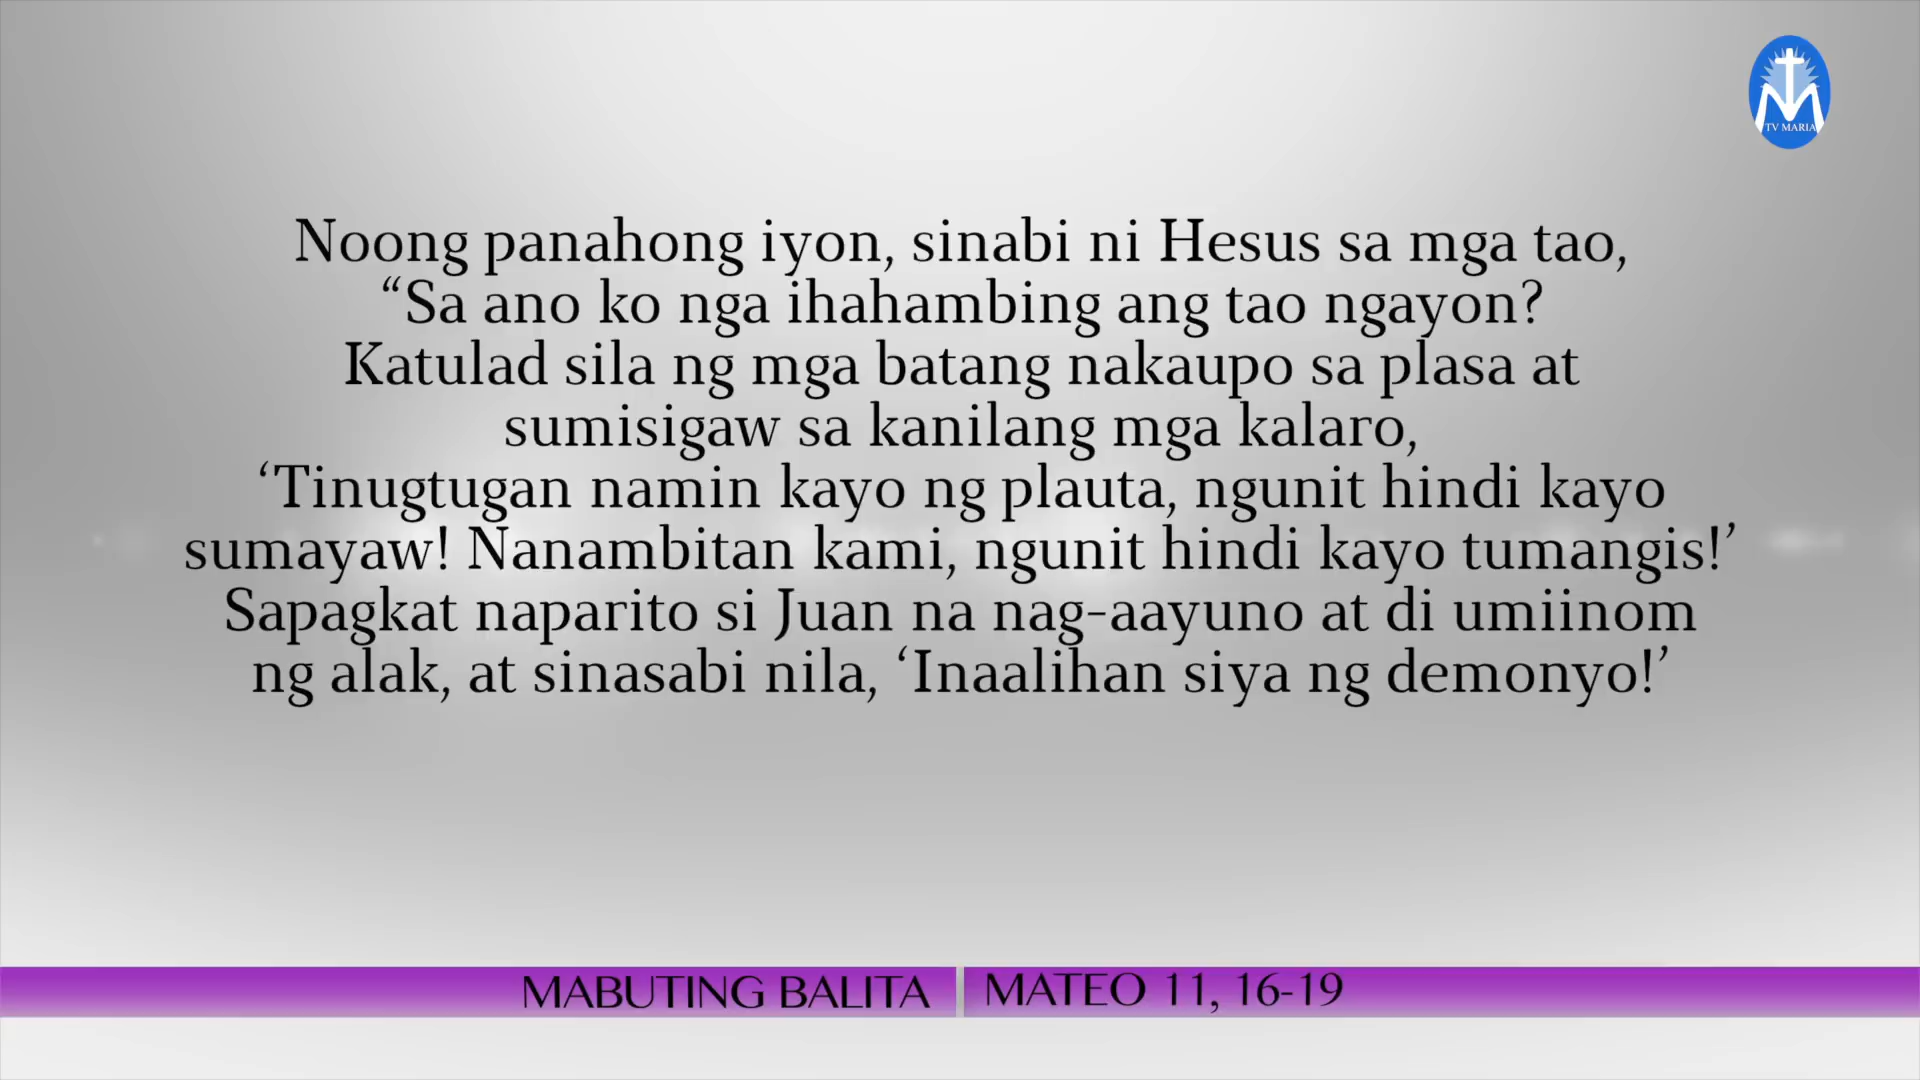 TV MARIA
Noong panahong iyon, sinabi ni Hesus sa mga tao,
“Sa ano ko nga ihahambing ang tao ngayon?
Katulad sila ng mga batang nakaupo sa plasa at
sumisigaw sa kanilang mga kalaro,
‘Tinugtugan namin kayo ng plauta, ngunit hindi kayo
sumayaw! Nanambitan kami, ngunit hindi kayo tumangis!’
Sapagkat naparito si Juan na nag-aayuno at di umiinom
ng alak, at sinasabi nila, ‘Inaalihan siya ng demonyo!’
MABUTING BALITA
MATEO 11, 16-19